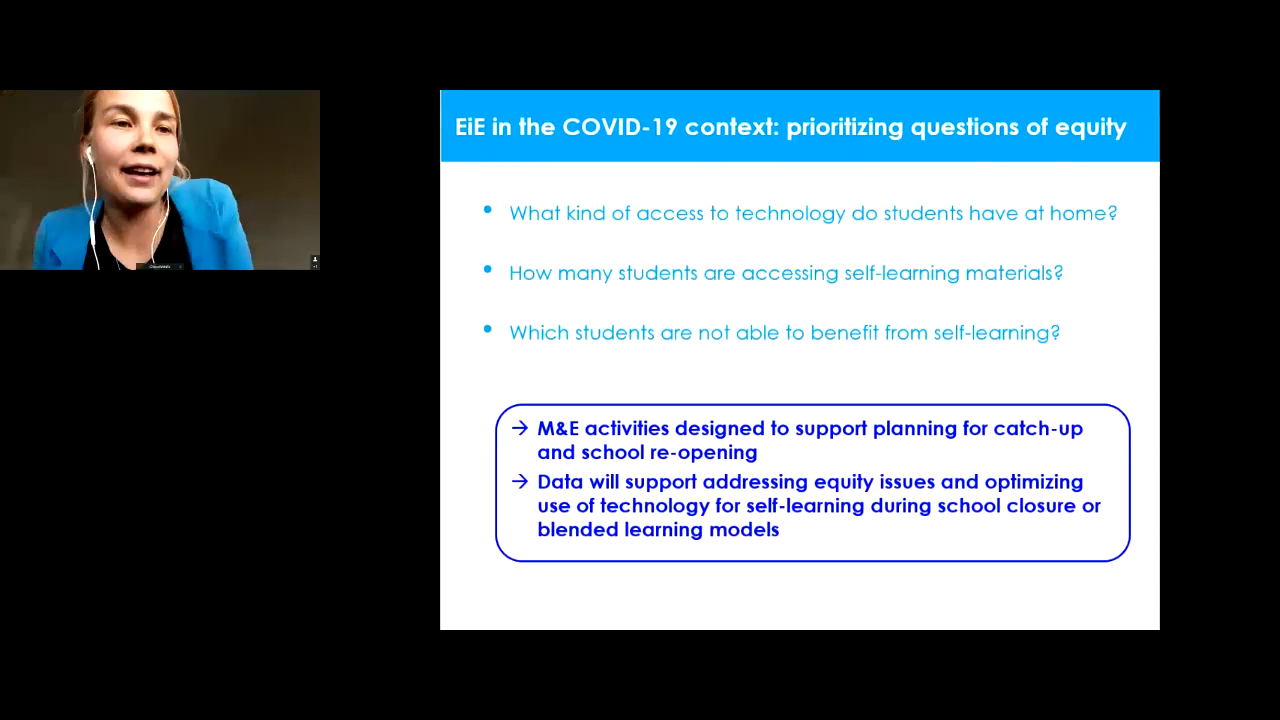 EiE in the COVID-19 context: prioritizing questions of equity
• What kind of access to technology do students have at home?
• How many students are accessing self-learning materials?
• Which students are not able to benefit from self-learning?
→ M&E activities designed to support planning for catch-up
and school re-opening
→ Data will support addressing equity issues and optimizing
use of technology for self-learning during school closure or
blended learning models